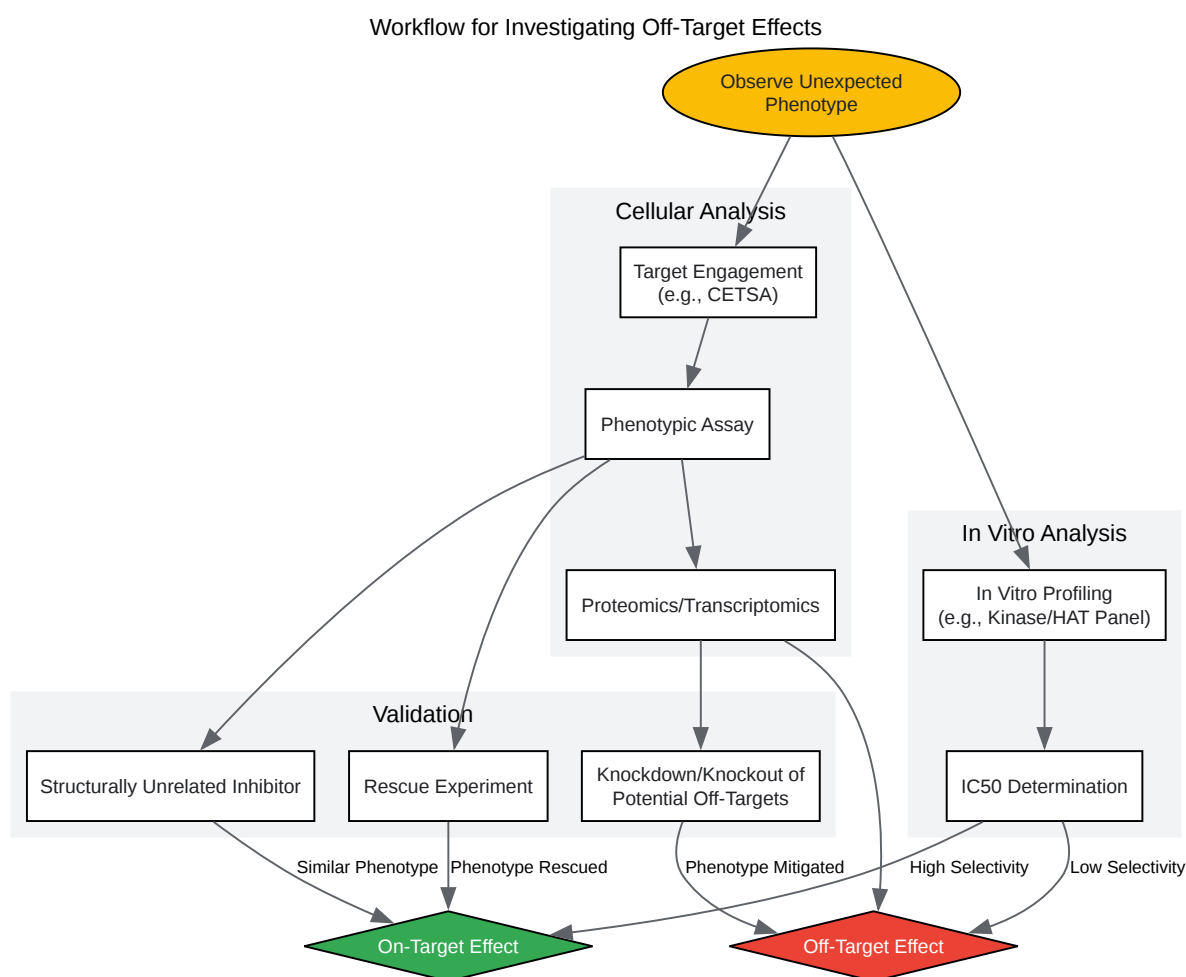 Workflow for Investigating Off-Target Effects
Observe Unexpected
Phenotype
Cellular Analysis
Target Engagement
(e.g., CETSA)
Phenotypic Assay
In Vitro Analysis
Proteomics/Transcriptomics
In Vitro Profiling
(e.g., Kinase/HAT Panel)
Validation
Structurally Unrelated Inhibitor
Rescue Experiment
Knockdown/Knockout of
Potential Off-Targets
IC50 Determination
Similar Phenotype
Phenotype Rescued
Phenotype Mitigated
High Selectivity
Low Selectivity
On-Target Effect
Off-Target Effect